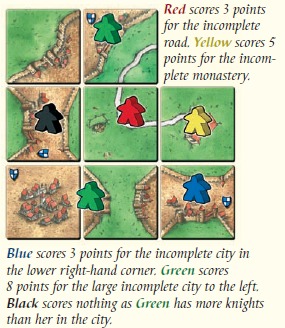 Red scores 3 points
for the incomplete
road. Yellow scores 5
points for the incom-
plete monastery.
Blue scores 3 points for the incomplete city in
the lower right-hand corner. Green scores
8 points for the large incomplete city to the left.
Black scores nothing as Green has more knights
than her in the city.